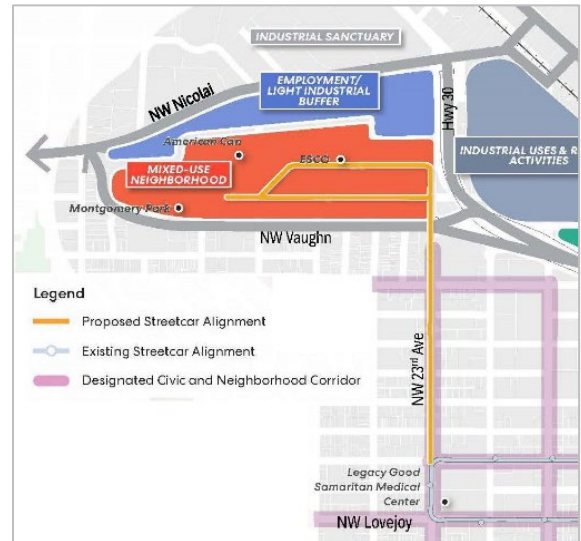 INDUSTRIAL SANCTUARY
NW Nicolai
EMPLOYMENT/
LIGHT INDUSTRIAL
BUFFER
Hwy 30
American Can
ESCO
INDUSTRIAL USES & R
ACTIVITIES
MIXED-USE
NEIGHBORHOOD
Montgomery Park
NW Vaughn
Legend
Proposed Streetcar Alignment
Existing Streetcar Alignment
Designated Civic and Neighborhood Corridor
NW 23rd Ave
Legacy Good
Samaritan Medical
Center
NW Lovejoy